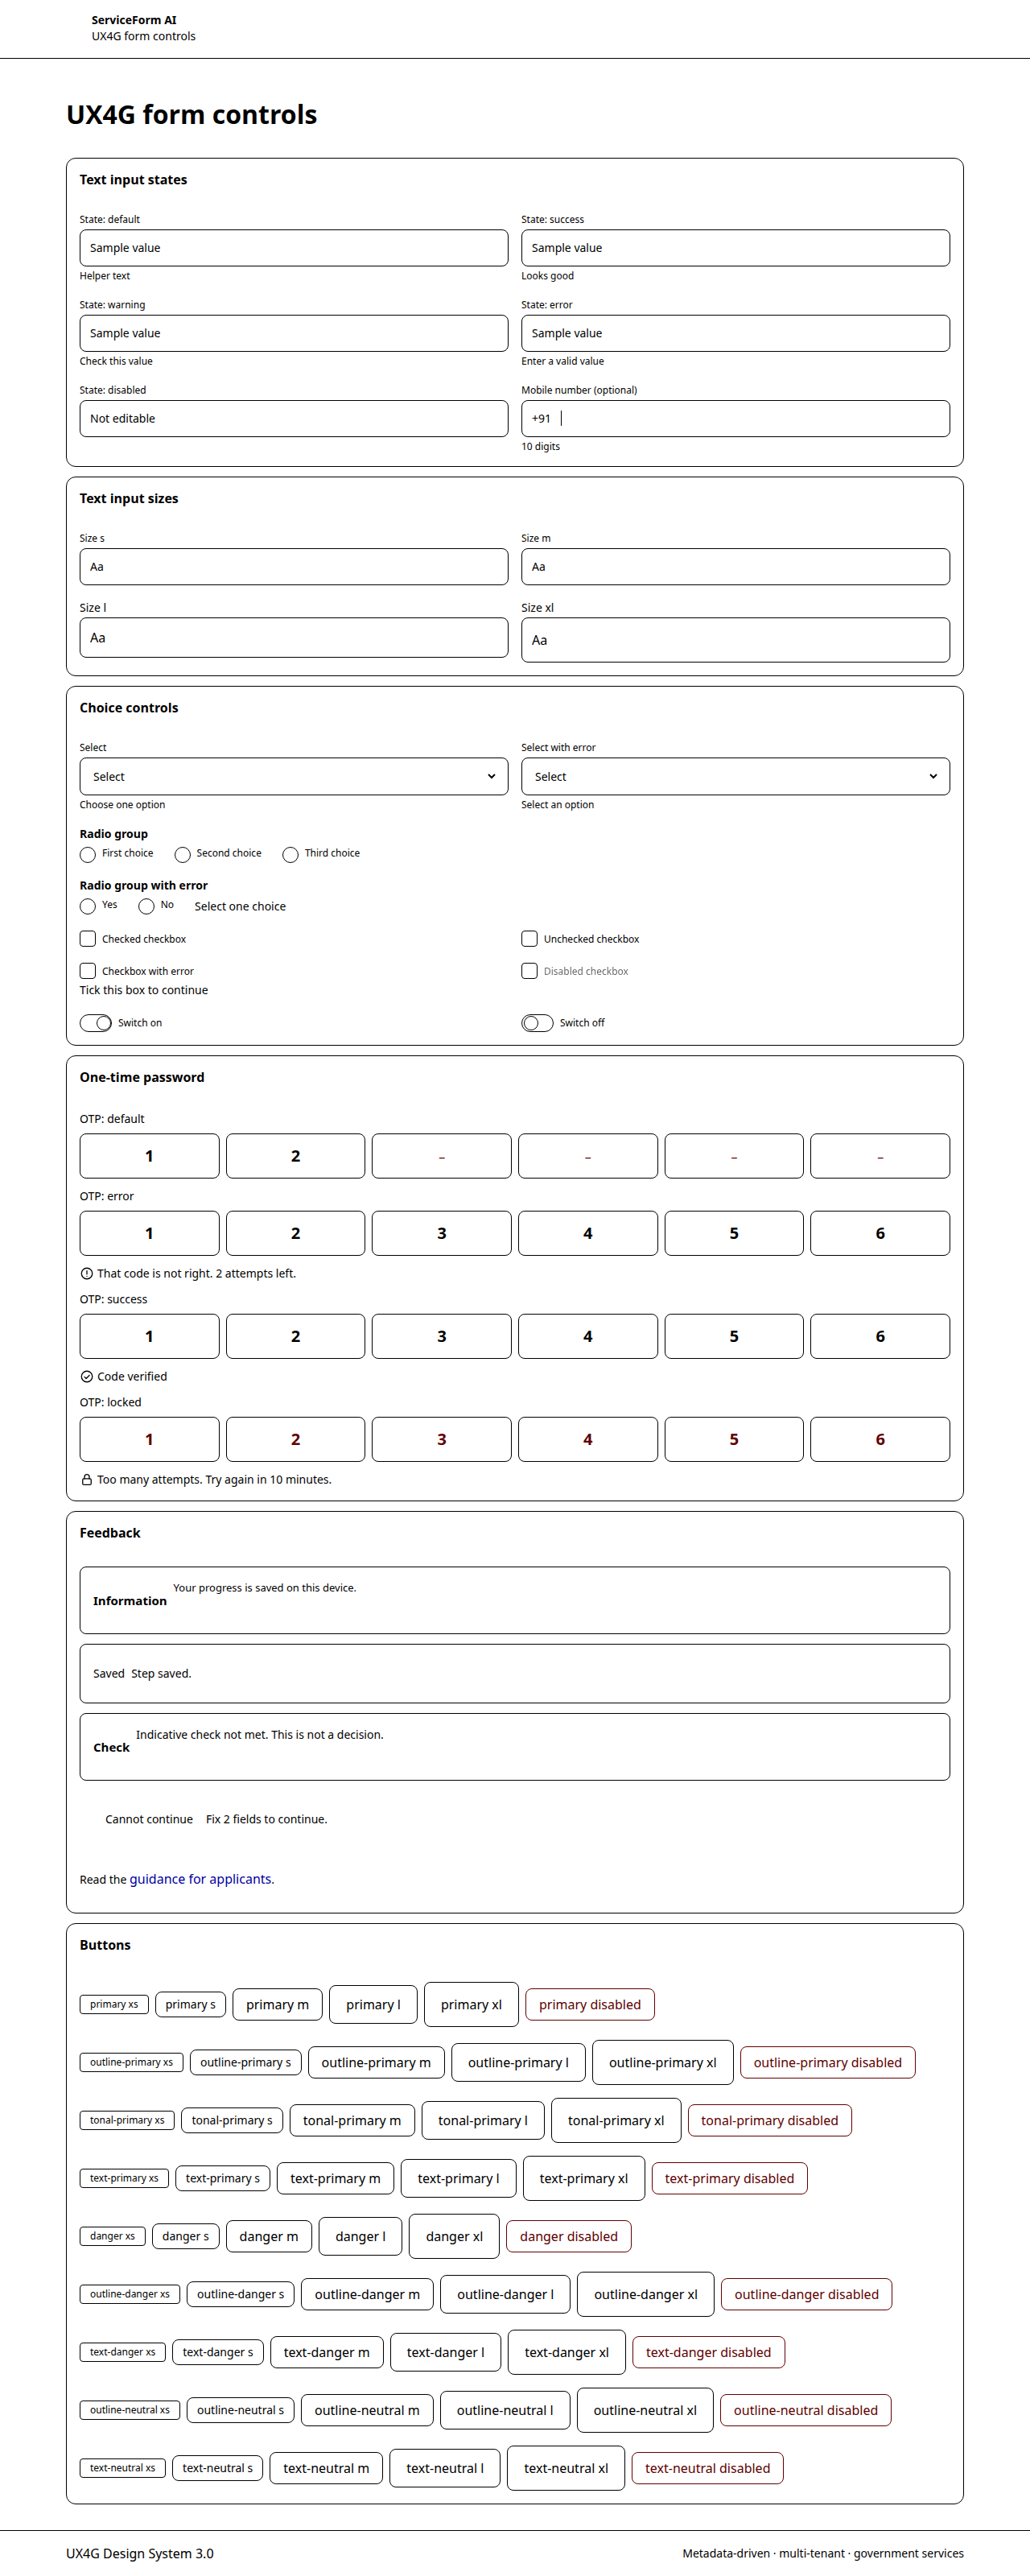 ServiceForm AI
UX4G form controls
UX4G form controls
Text input states
State: default
State: success
Sample value
Sample value
Helper text
Looks good
State: warning
State: error
Sample value
Sample value
Check this value
Enter a valid value
State: disabled
Mobile number (optional)
Not editable
+91
10 digits
Text input sizes
Size s
Size m
Aa
Aa
Size l
Size xl
Aa
Aa
Choice controls
Select
Select with error
Select
Select
Choose one option
Select an option
Radio group
First choice
Second choice
Third choice
Radio group with error
Yes
No
Select one choice
Checked checkbox
Unchecked checkbox
Checkbox with error
Disabled checkbox
Tick this box to continue
Switch on
Switch off
One-time password
OTP: default
1 2 – – – –
OTP: error
1 2 3 4 5 6
That code is not right. 2 attempts left.
OTP: success
1 2 3 4 5 6
Code verified
OTP: locked
1 2 3 4 5 6
Too many attempts. Try again in 10 minutes.
Feedback
Information Your progress is saved on this device.
Saved Step saved.
Check Indicative check not met. This is not a decision.
Cannot continue Fix 2 fields to continue.
Read the guidance for applicants.
Buttons
primary xs primary s primary m primary l primary xl primary disabled
outline-primary xs outline-primary s outline-primary m outline-primary l outline-primary xl outline-primary disabled
tonal-primary xs tonal-primary s tonal-primary m tonal-primary l tonal-primary xl tonal-primary disabled
text-primary xs text-primary s text-primary m text-primary l text-primary xl text-primary disabled
danger xs danger s danger m danger l danger xl danger disabled
outline-danger xs outline-danger s outline-danger m outline-danger l outline-danger xl outline-danger disabled
text-danger xs text-danger s text-danger m text-danger l text-danger xl text-danger disabled
outline-neutral xs outline-neutral s outline-neutral m outline-neutral l outline-neutral xl outline-neutral disabled
text-neutral xs text-neutral s text-neutral m text-neutral l text-neutral xl text-neutral disabled
UX4G Design System 3.0
Metadata-driven · multi-tenant · government services